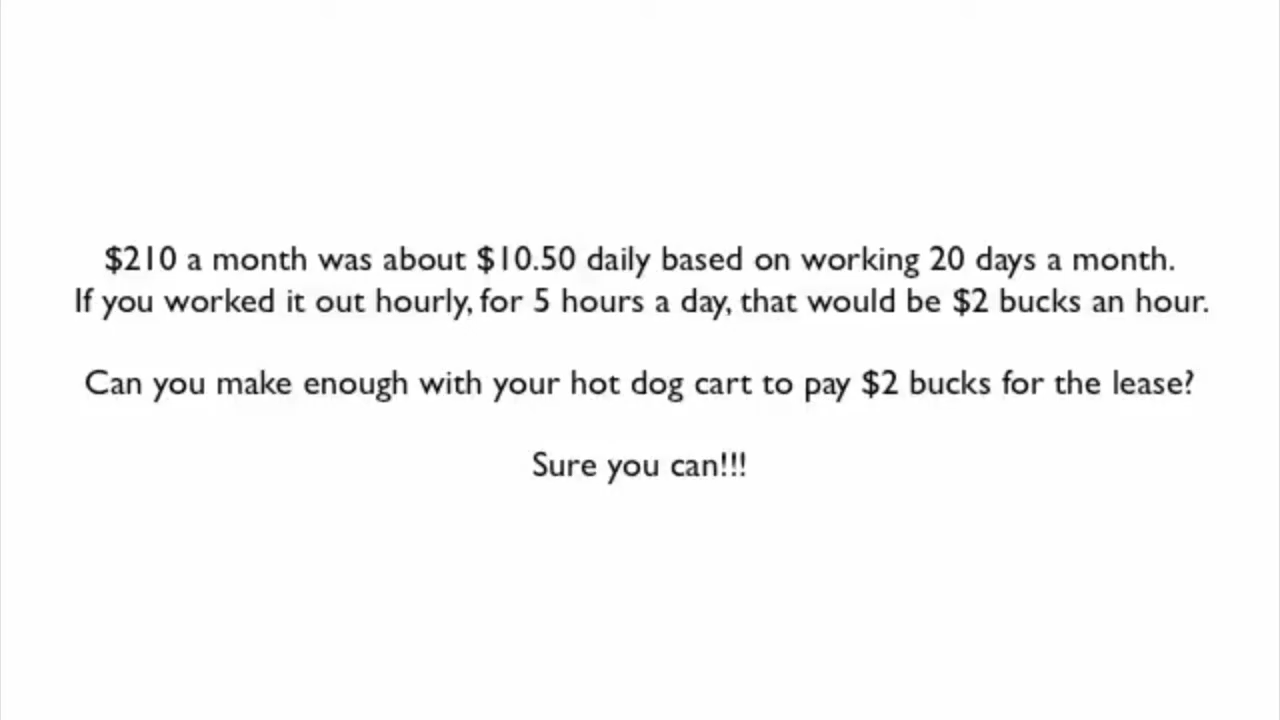 $210 a month was about $10.50 daily based on working 20 days a month.
If you worked it out hourly, for 5 hours a day, that would be $2 bucks an hour.
Can you make enough with your hot dog cart to pay $2 bucks for the lease?
Sure you can!!!